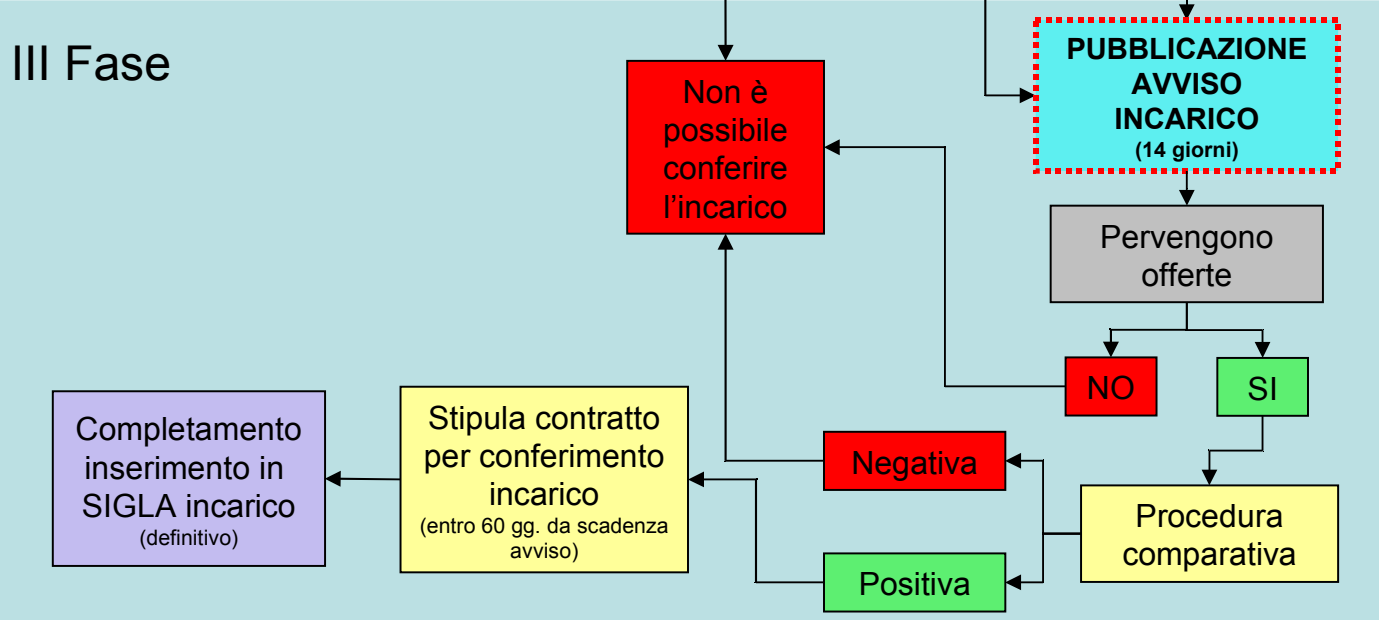 III Fase
Non è
possibile
conferire
l’incarico
PUBBLICAZIONE
AVVISO
INCARICO
(14 giorni)
Pervengono
offerte
NO
SI
Completamento
inserimento in
SIGLA incarico
(definitivo)
Stipula contratto
per conferimento
incarico
(entro 60 gg. da scadenza
avviso)
Negativa
Positiva
Procedura
comparativa